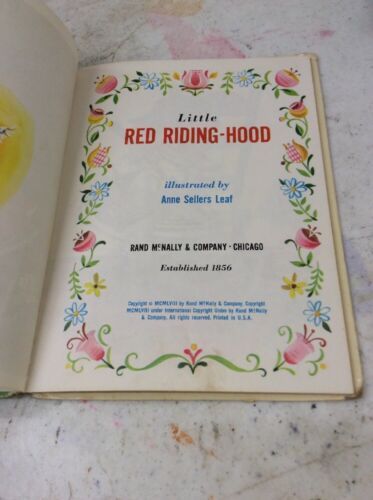 Little
RED RIDING-HOOD
illustrated by
Anne Sellers Leaf
RAND McNALLY & COMPANY · CHICAGO
Established 1856
Copyright © MCMLVIII by Rand McNally & Company. Copyright
MCMLVIII under International Copyright Union by Rand McNally
& Company. All rights reserved. Printed in U.S.A.